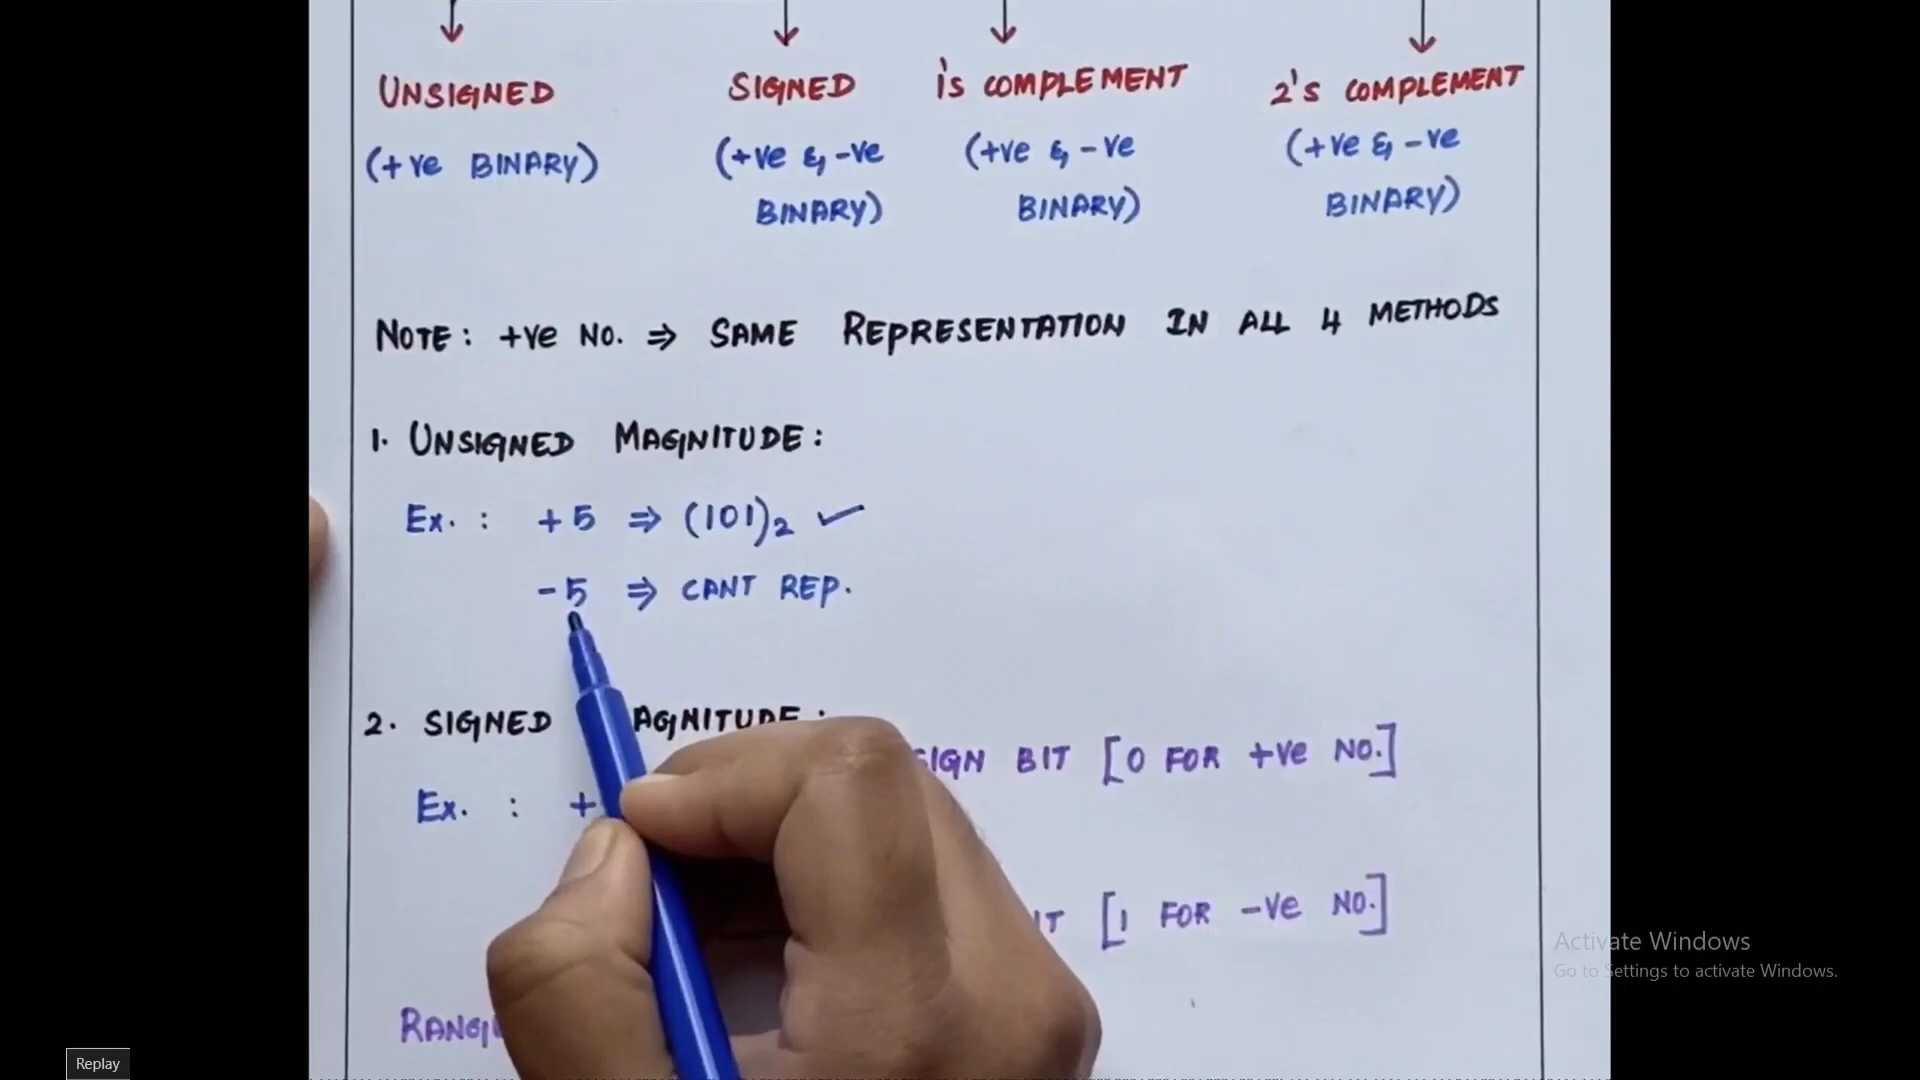 UNSIGNED SIGNED 1's COMPLEMENT 2's COMPLEMENT
(+ve BINARY) (+ve & -ve (+ve & -ve (+ve & -ve
BINARY) BINARY) BINARY)
NOTE: +ve NO. ⇒ SAME REPRESENTATION IN ALL 4 METHODS
1. UNSIGNED MAGNITUDE:
Ex. : +5 ⇒ (101)2 ✓
-5 ⇒ CANT REP.
2. SIGNED AGNITUDE:
SIGN BIT [0 FOR +ve NO.]
Ex. : +
IT [1 FOR -ve NO.]
RANG
Activate Windows
Go to Settings to activate Windows.
Replay